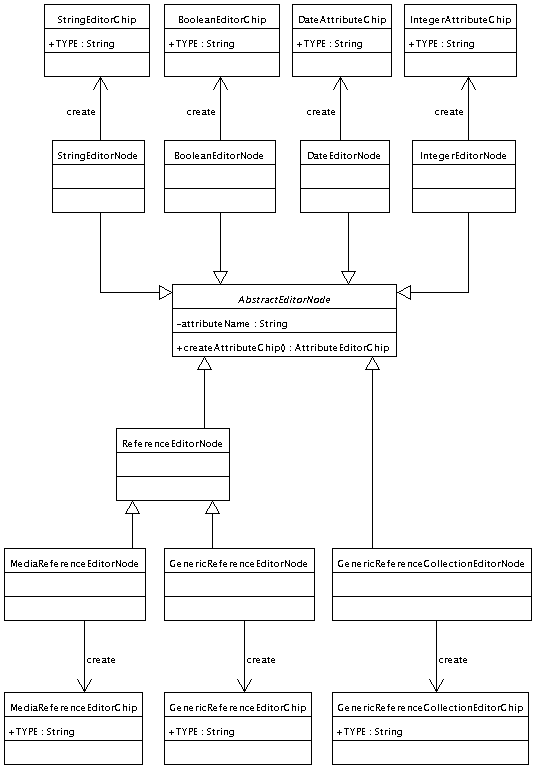 StringEditorChip
+TYPE : String
BooleanEditorChip
+TYPE : String
DateAttributeChip
+TYPE : String
IntegerAttributeChip
+TYPE : String
create
create
create
create
StringEditorNode
BooleanEditorNode
DateEditorNode
IntegerEditorNode
AbstractEditorNode
-attributeName : String
+createAttributeChip() : AttributeEditorChip
ReferenceEditorNode
MediaReferenceEditorNode
GenericReferenceEditorNode
GenericReferenceCollectionEditorNode
create
create
create
MediaReferenceEditorChip
+TYPE : String
GenericReferenceEditorChip
+TYPE : String
GenericReferenceCollectionEditorChip
+TYPE : String